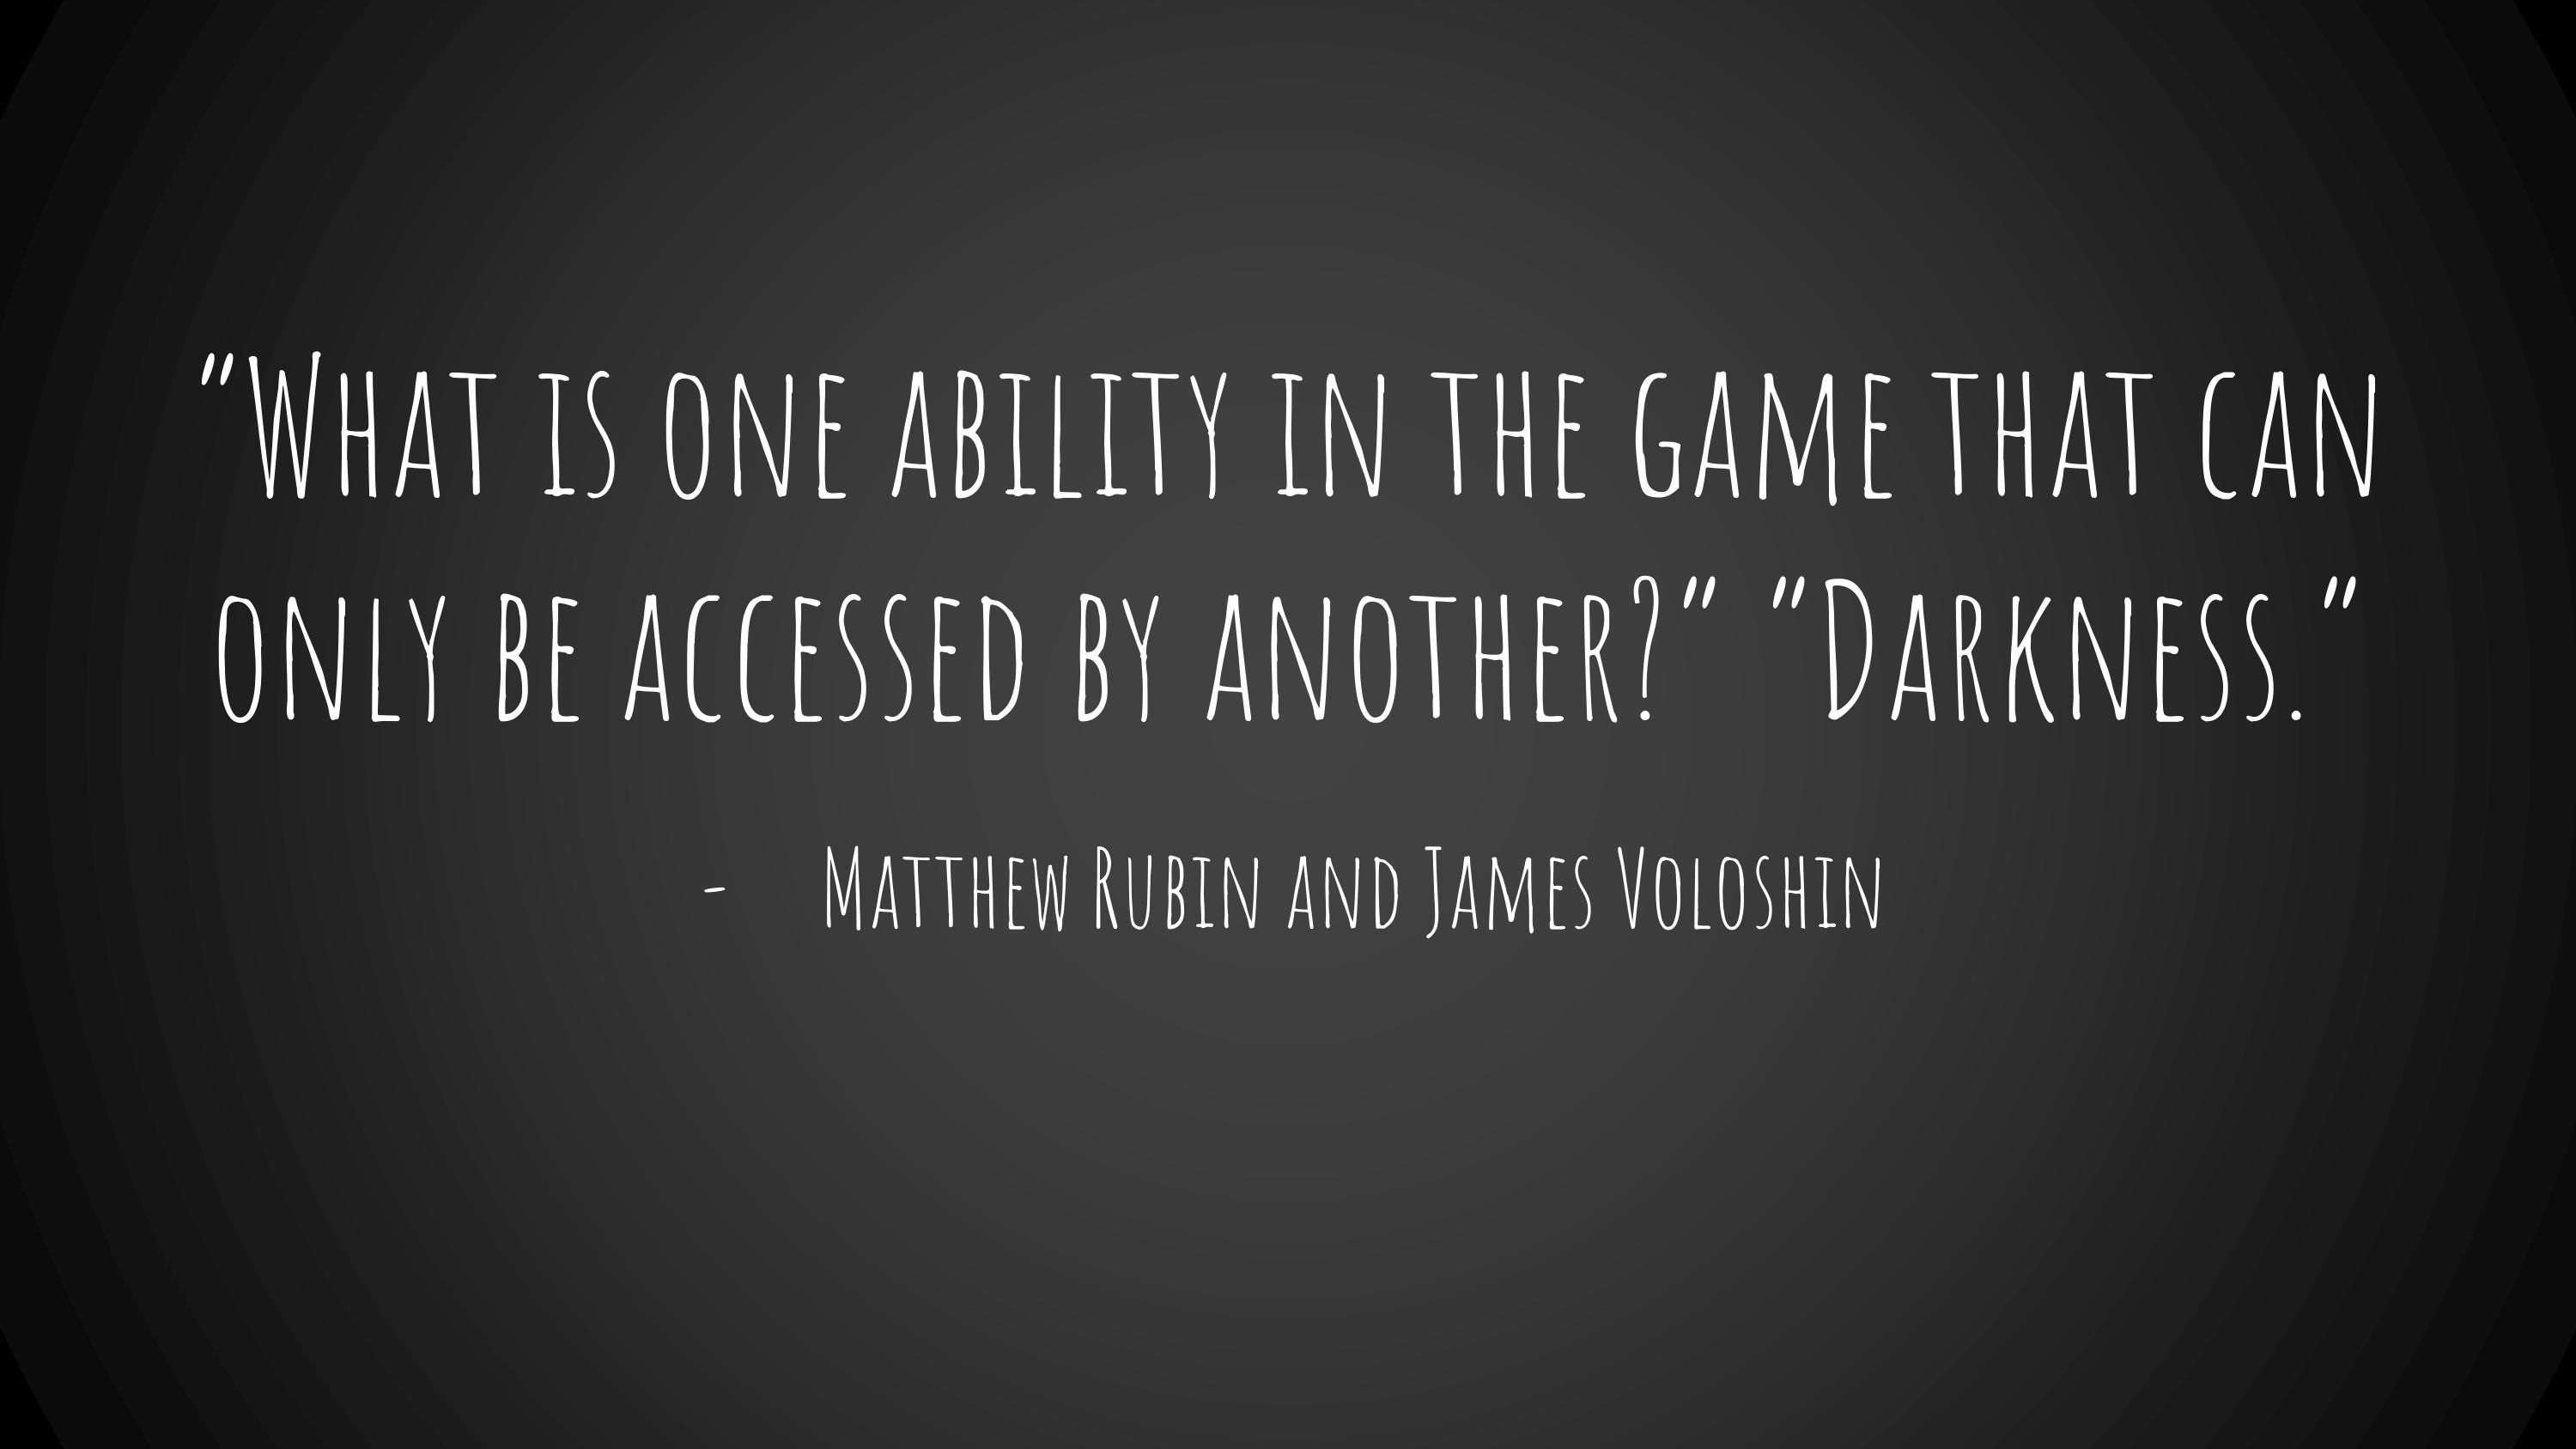 "What is one ability in the game that can
only be accessed by another?" "Darkness."
- Matthew Rubin and James Voloshin